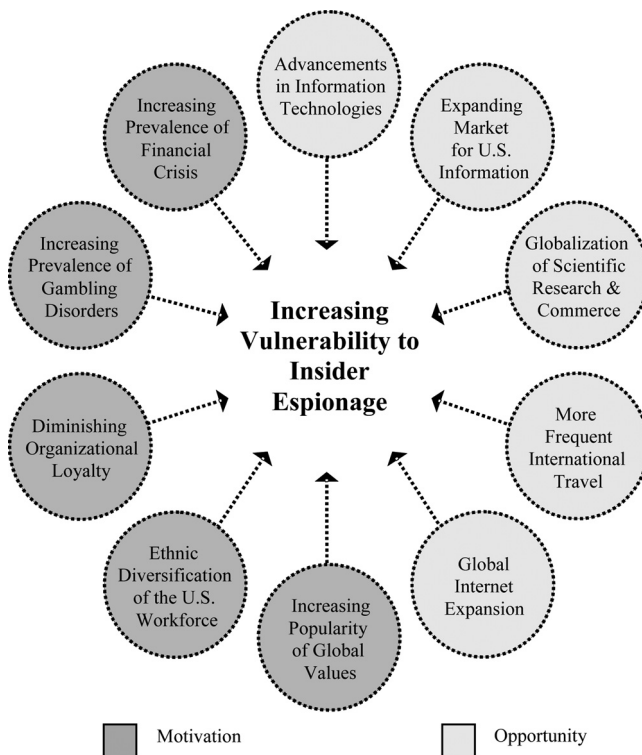 Advancements
in Information
Technologies
Expanding
Market
for U.S.
Information
Globalization
of Scientific
Research &
Commerce
More
Frequent
International
Travel
Global
Internet
Expansion
Increasing
Popularity
of Global
Values
Ethnic
Diversification
of the U.S.
Workforce
Diminishing
Organizational
Loyalty
Increasing
Prevalence of
Gambling
Disorders
Increasing
Prevalence of
Financial
Crisis
Increasing
Vulnerability to
Insider
Espionage
Motivation
Opportunity